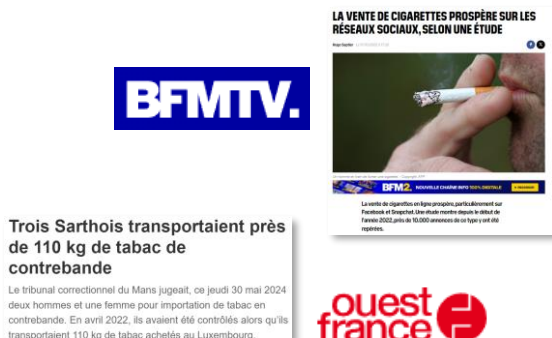 LA VENTE DE CIGARETTES PROSPÈRE SUR LES
RÉSEAUX SOCIAUX, SELON UNE ÉTUDE
BFMTV.
BFM2. NOUVELLE CHAÎNE INFO 100% DIGITALE
La vente de cigarettes en ligne prospère, particulièrement sur
Facebook et Snapchat. Une étude montre depuis le début de
l'année 2022, près de 10.000 annonces de ce type y ont été
repérées.
Trois Sarthois transportaient près
de 110 kg de tabac de
contrebande
Le tribunal correctionnel du Mans jugeait, ce jeudi 30 mai 2024
deux hommes et une femme pour importation de tabac en
contrebande. En avril 2022, ils avaient été contrôlés alors qu'ils
transportaient 110 kg de tabac achetés au Luxembourg.
ouest
france